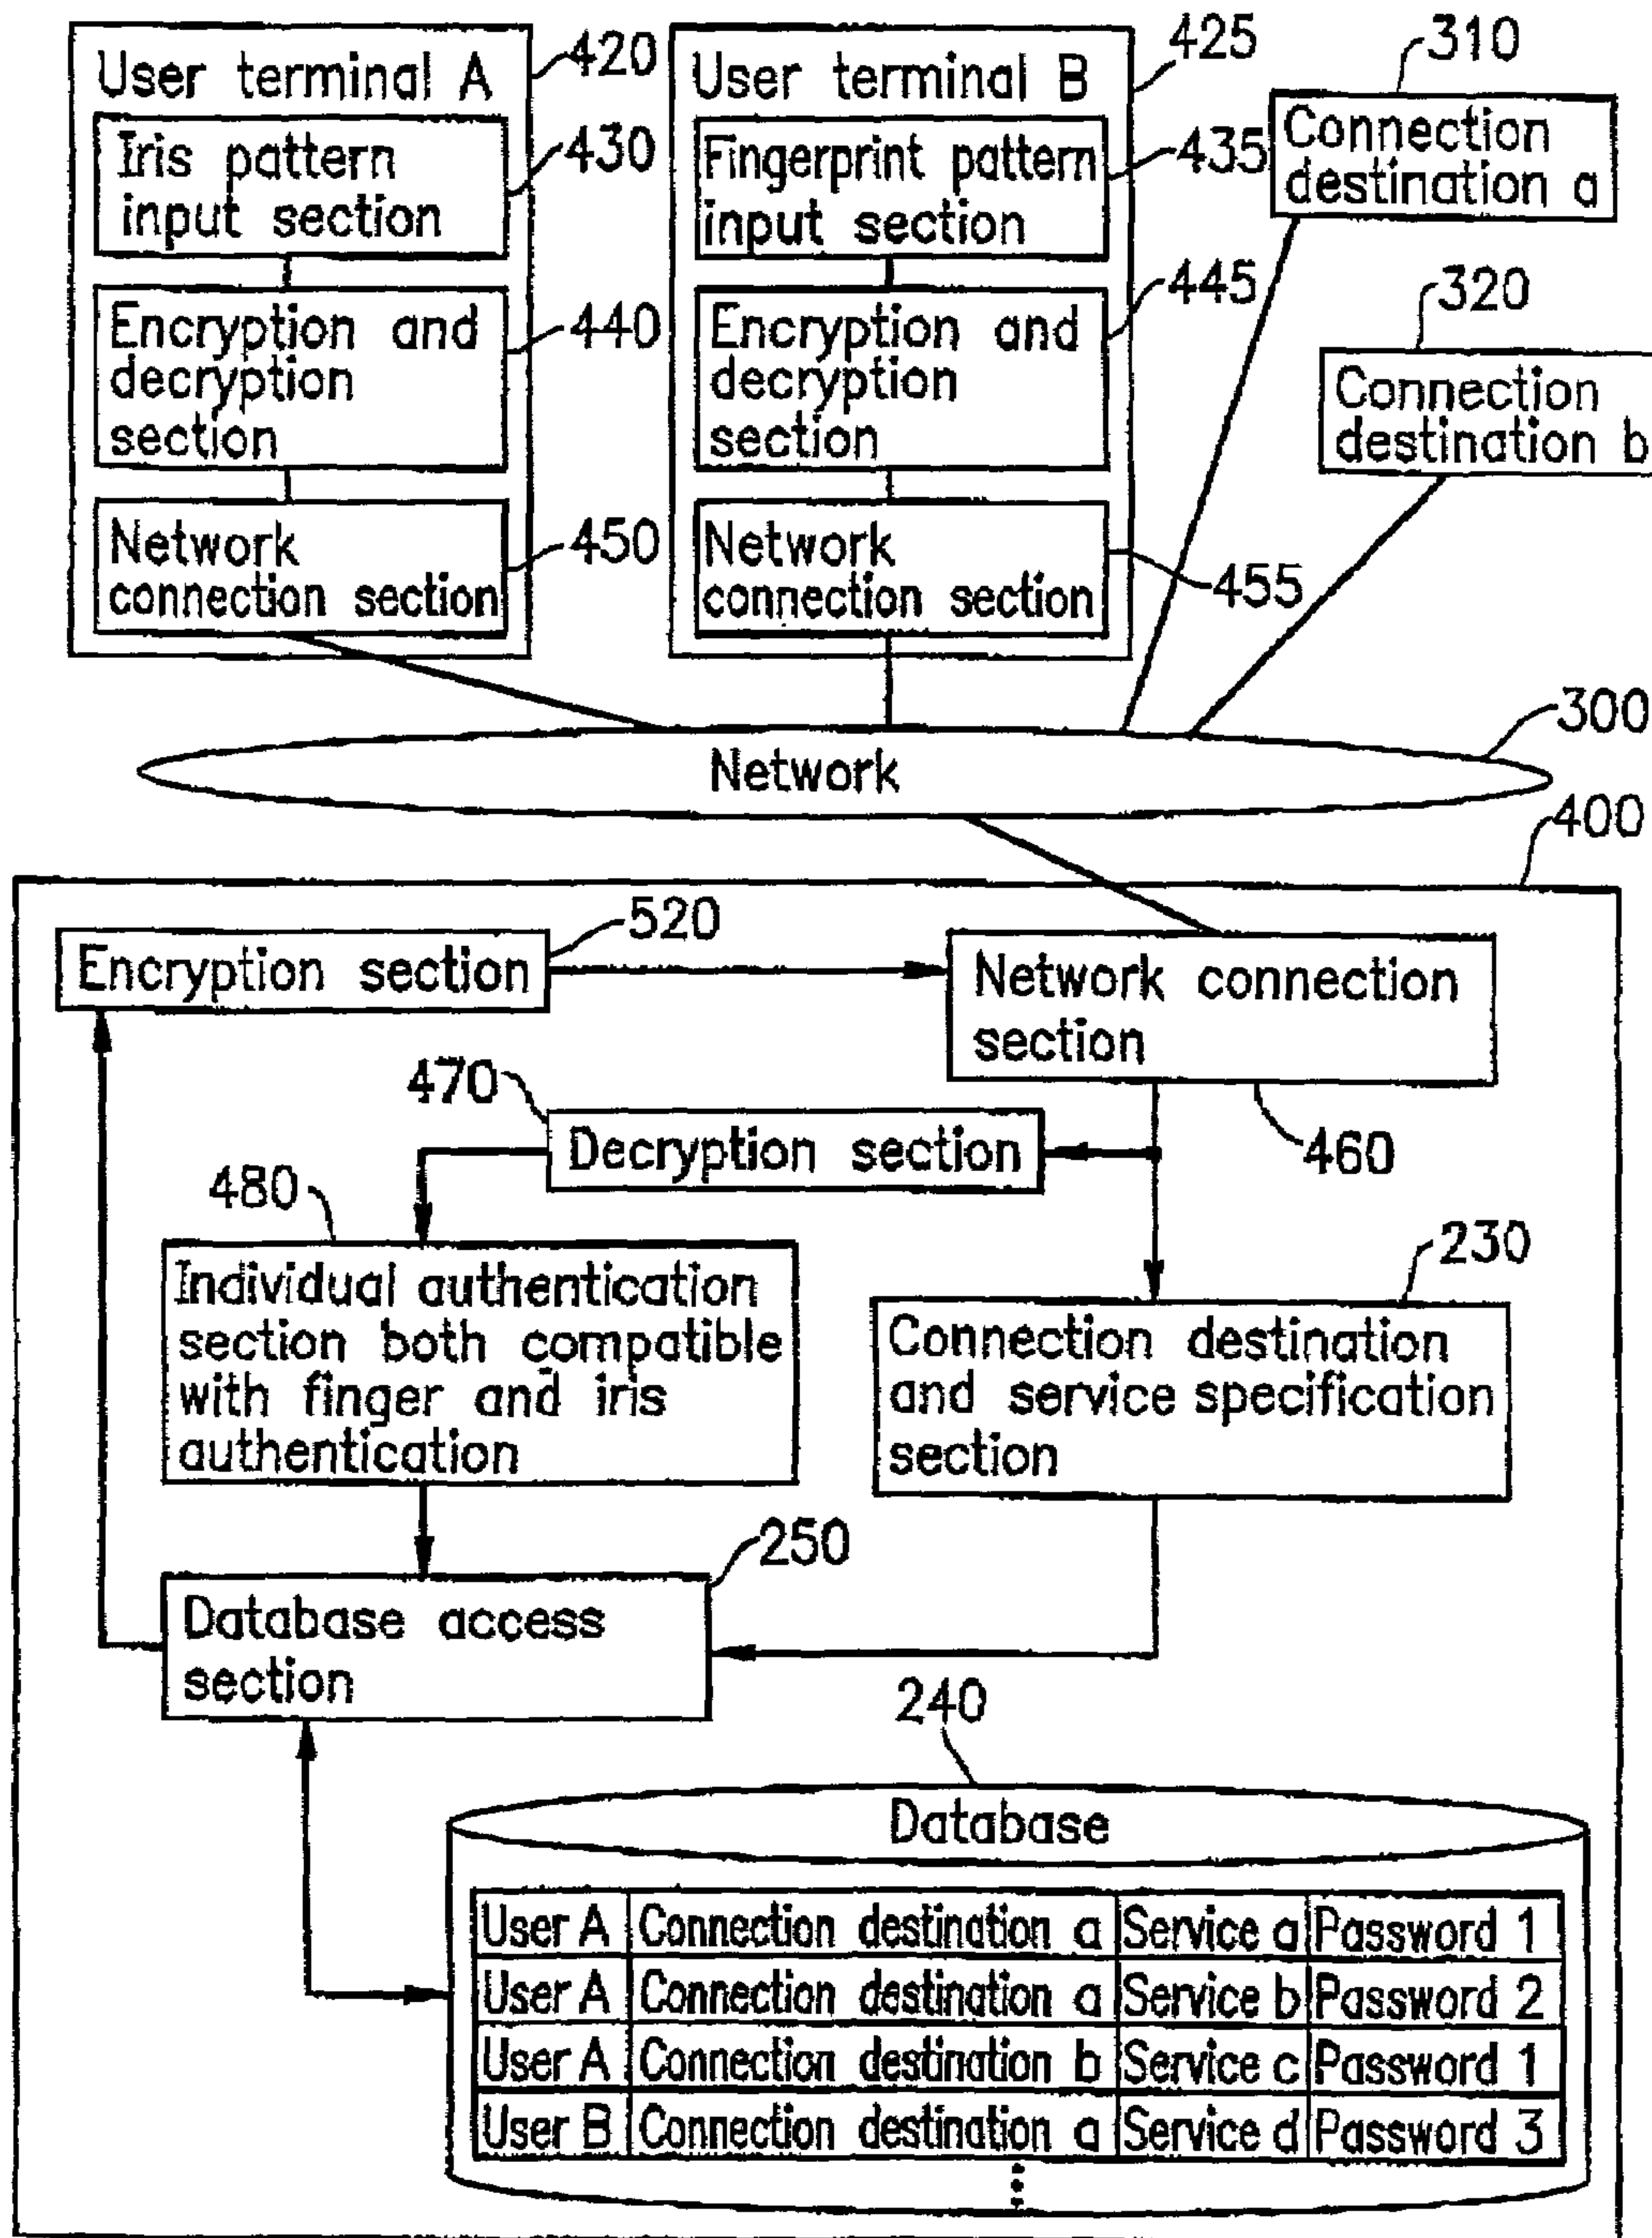 User terminal A
420
Iris pattern
input section
430
Encryption and
decryption
section
440
Network
connection section
450
User terminal B
425
Fingerprint pattern
input section
435
Encryption and
decryption
section
445
Network
connection section
455
310
Connection
destination a
320
Connection
destination b
Network
300
400
Encryption section
520
Network connection
section
460
470
Decryption section
480
Individual authentication
section both compatible
with finger and iris
authentication
230
Connection destination
and service specification
section
250
Database access
section
240
Database
User A Connection destination a Service a Password 1
User A Connection destination a Service b Password 2
User A Connection destination b Service c Password 1
User B Connection destination a Service d Password 3